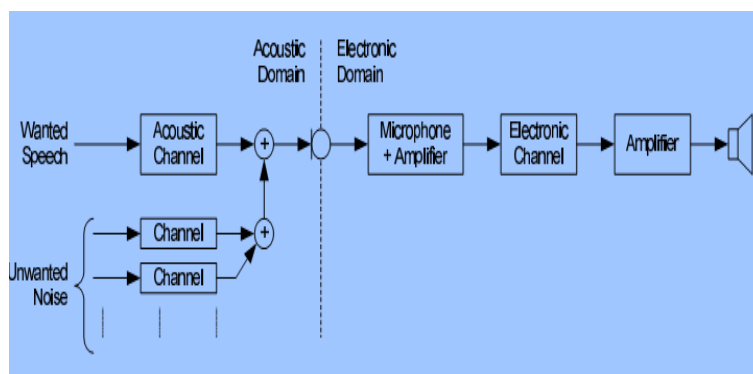 Acoustic
Domain
Electronic
Domain
Wanted
Speech
Acoustic
Channel
+
Microphone
+ Amplifier
Electronic
Channel
Amplifier
Channel
+
Unwanted
Noise
Channel